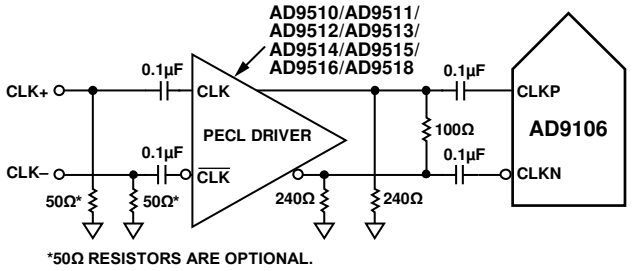 AD9510/AD9511/
AD9512/AD9513/
AD9514/AD9515/
AD9516/AD9518
0.1µF
0.1µF
CLK+
CLK
CLKP
PECL DRIVER
100Ω
AD9106
0.1µF
0.1µF
CLK–
CLK
CLKN
50Ω*
50Ω*
240Ω
240Ω
*50Ω RESISTORS ARE OPTIONAL.